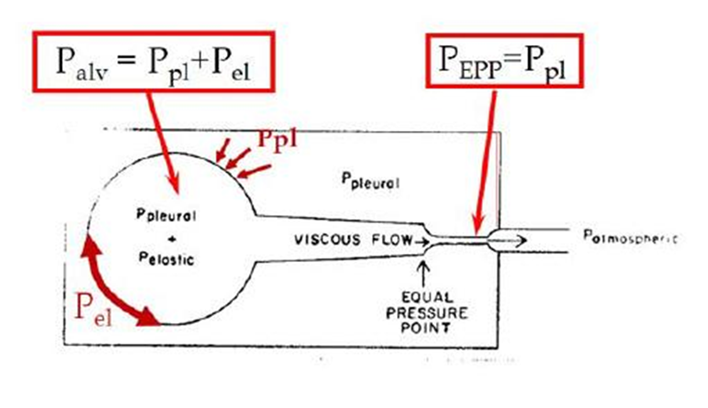 Palv = Ppl+Pel
PEPP=Ppl
Ppl
Ppleural
Ppleural
+
Pelastic
VISCOUS FLOW
Patmospheric
Pel
EQUAL
PRESSURE
POINT